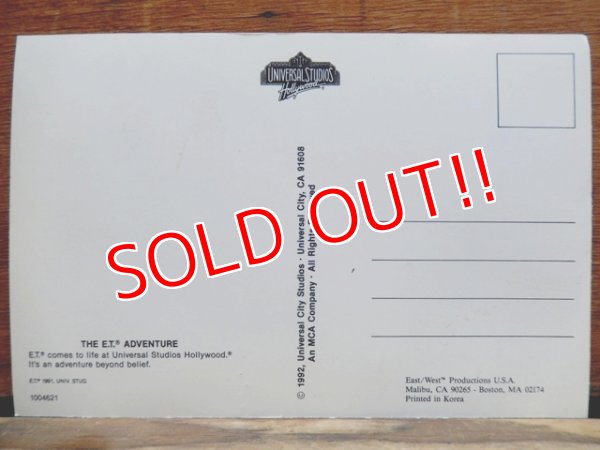 UNIVERSAL STUDIOS
Hollywood
THE E.T.® ADVENTURE
E.T.® comes to life at Universal Studios Hollywood.®
It's an adventure beyond belief.
E.T.® 1991, UNIV. STUD
1004621
© 1992, Universal City Studios · Universal City, CA 91608
An MCA Company · All Rights
SOLD OUT!!
East/West™ Productions U.S.A.
Malibu, CA 90265 - Boston, MA 02174
Printed in Korea